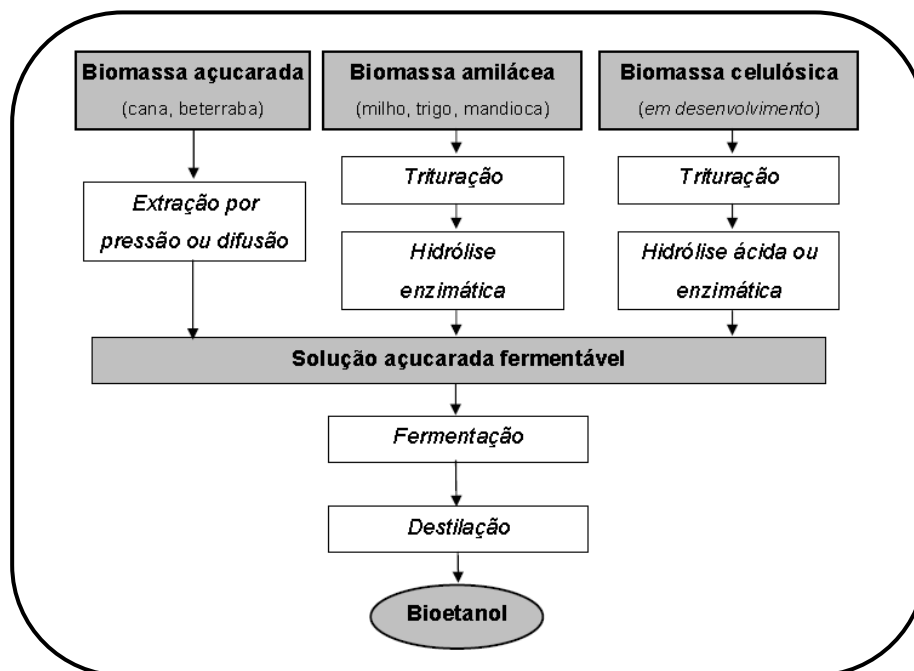 Biomassa açucarada
(cana, beterraba)
Biomassa amilácea
(milho, trigo, mandioca)
Biomassa celulósica
(em desenvolvimento)
Extração por
pressão ou difusão
Trituração
Hidrólise
enzimática
Trituração
Hidrólise ácida ou
enzimática
Solução açucarada fermentável
Fermentação
Destilação
Bioetanol